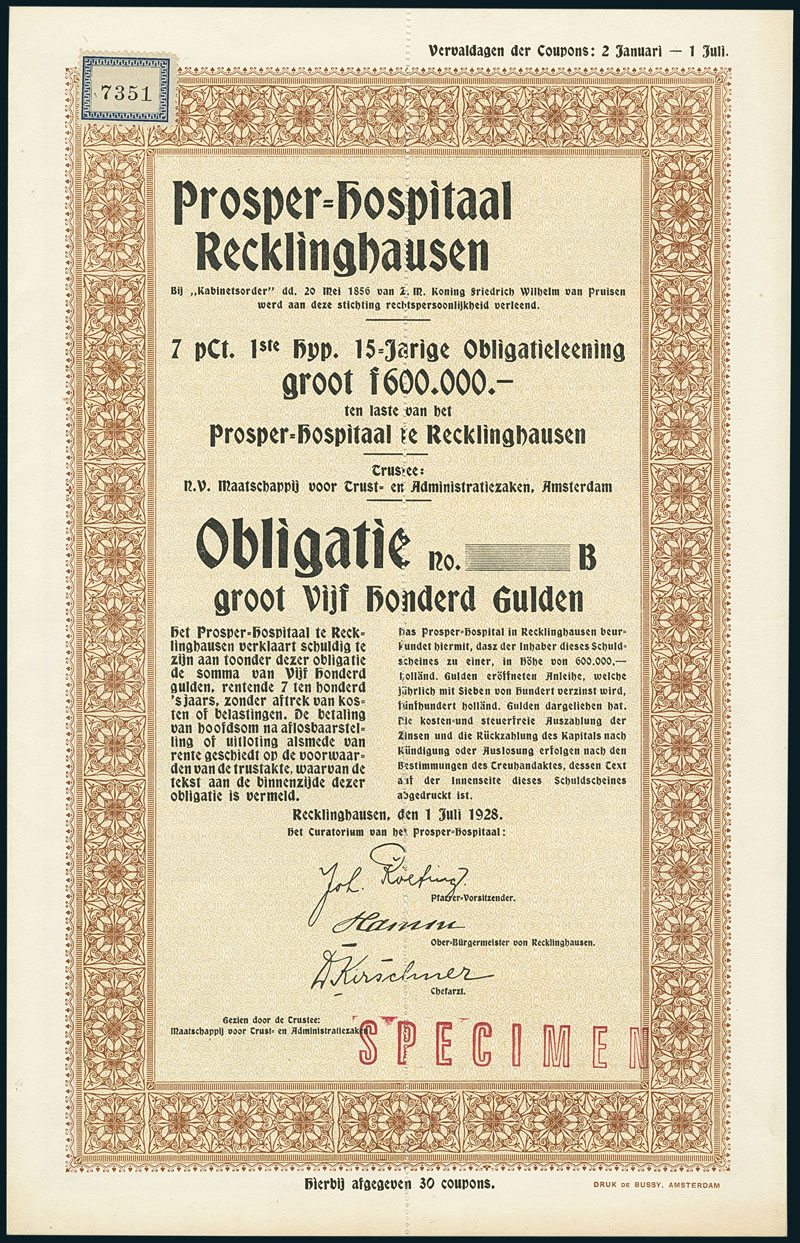 Vervaldagen der Coupons: 2 Januari — 1 Juli.
7351
Prosper-Hospitaal
Recklinghausen
Bij „Kabinetsorder" dd. 20 Mei 1856 van Z. M. Koning Friedrich Wilhelm van Pruisen
werd aan deze stichting rechtspersoonlijkheid verleend.
7 pCt. 1ste Hyp. 15-Jarige Obligatieleening
groot f600.000.—
ten laste van het
Prosper-Hospitaal te Recklinghausen
Trustee:
N.V. Maatschappij voor Trust- en Administratiezaken, Amsterdam
Obligatie No. B
groot Vijf Honderd Gulden
Het Prosper-Hospitaal te Reck-
linghausen verklaart schuldig te
zijn aan toonder dezer obligatie
de somma van Vijf Honderd
gulden, rentende 7 ten honderd
'sjaars, zonder aftrek van kos-
ten of belastingen. De betaling
van hoofdsom na aflosbaarstel-
ling of uitloting alsmede van
rente geschiedt op de voorwaar-
den van de trustakte, waarvan de
tekst aan de binnenzijde dezer
obligatie is vermeld.
Das Prosper-Hospital in Recklinghausen beur-
kundet hiermit, dasz der Inhaber dieses Schuld-
scheines zu einer, in Höhe von 600.000,—
holländ. Gulden eröffneten Anleihe, welche
jährlich mit Sieben von Hundert verzinst wird,
fünfhundert holländ. Gulden dargeliehen hat.
Die kosten-und steuerfreie Auszahlung der
Zinsen und die Rückzahlung des Kapitals nach
Kündigung oder Auslosung erfolgen nach den
Bestimmungen des Treuhandaktes, dessen Text
auf der Innenseite dieses Schuldscheines
abgedruckt ist.
Recklinghausen, den 1 Juli 1928.
Het Curatorium van het Prosper-Hospitaal:
Joh. Röefing.
Pfarrer-Vorsitzender.
Hamm
Ober-Bürgermeister von Recklinghausen.
Dr Kirschner
Chefarzt.
Gezien door de Trustee:
Maatschappij voor Trust- en Administratiezaken
SPECIMEN
Hierbij afgegeven 30 coupons.
DRUK DE BUSSY, AMSTERDAM